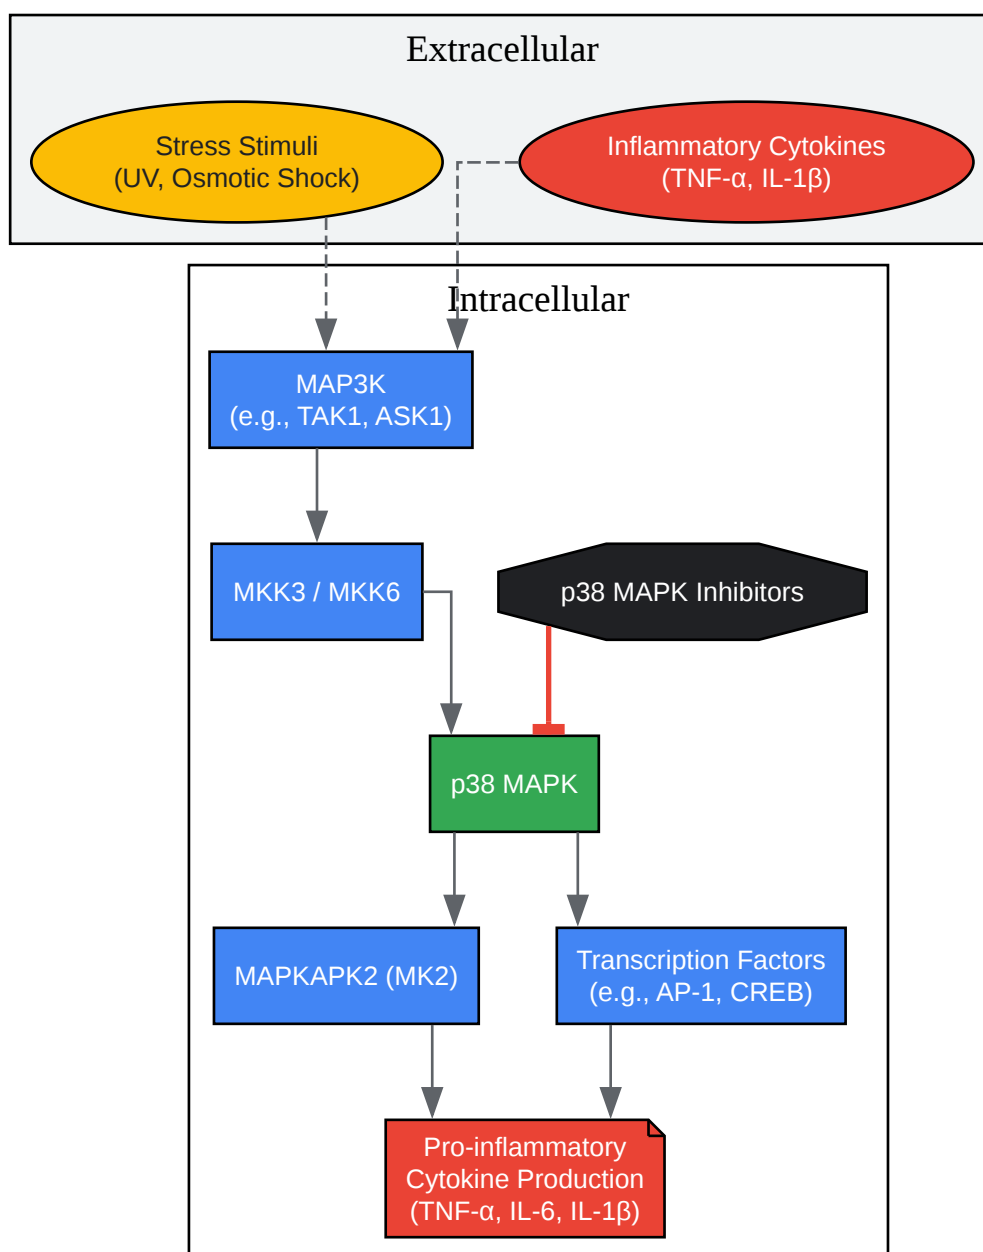 Extracellular
Stress Stimuli
(UV, Osmotic Shock)
Inflammatory Cytokines
(TNF-α, IL-1β)
Intracellular
MAP3K
(e.g., TAK1, ASK1)
MKK3 / MKK6
p38 MAPK Inhibitors
p38 MAPK
MAPKAPK2 (MK2)
Transcription Factors
(e.g., AP-1, CREB)
Pro-inflammatory
Cytokine Production
(TNF-α, IL-6, IL-1β)